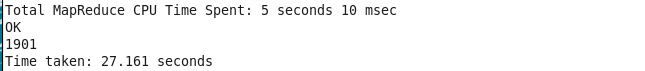 Total MapReduce CPU Time Spent: 5 seconds 10 msec
OK
1901
Time taken: 27.161 seconds